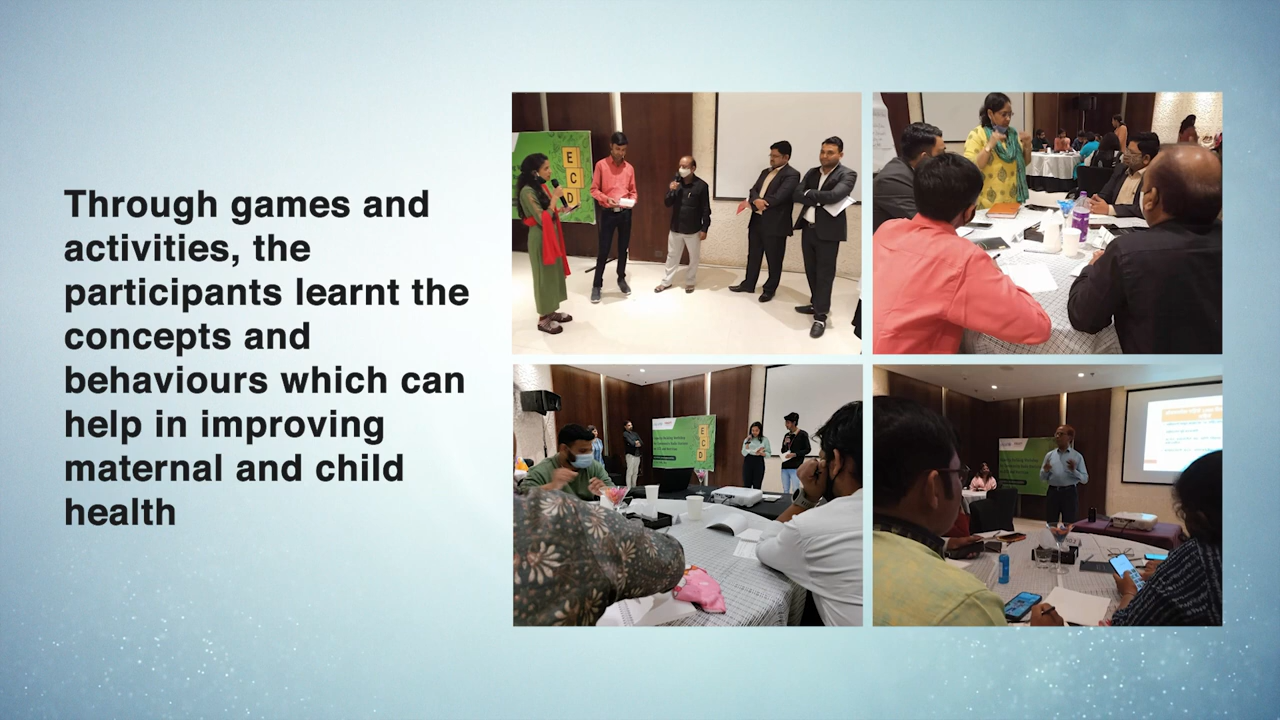 Through games and
activities, the
participants learnt the
concepts and
behaviours which can
help in improving
maternal and child
health
E
C
D
E
C
D